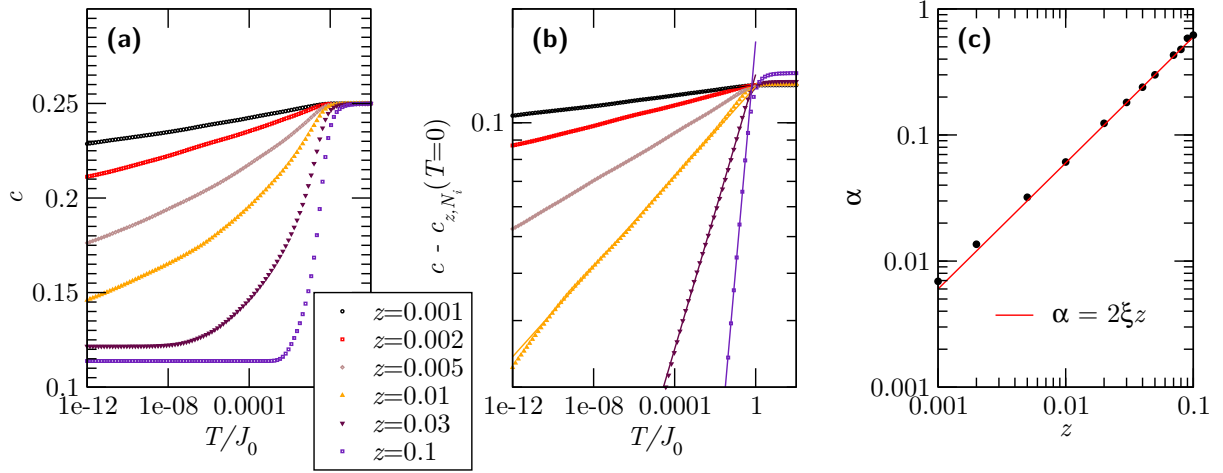 (a)
0.25
0.2
0.15
0.1
c
1e-12
1e-08
0.0001
T/J₀
z=0.001
z=0.002
z=0.005
z=0.01
z=0.03
z=0.1
(b)
0.1
c - c_{z,N_i}(T=0)
1e-12
1e-08
0.0001
1
T/J₀
(c)
1
0.1
0.01
0.001
α
α = 2ξz
0.001
0.01
0.1
z